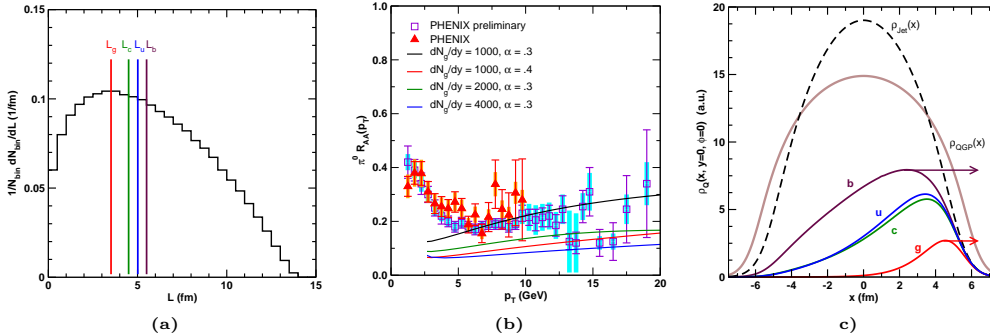 L_g L_c L_u L_b
0.1
0.05
0
0 5 10 15
1/N_bin dN_bin/dL (1/fm)
L (fm)
(a)
1.0
0.8
0.6
0.4
0.2
0.0
0 5 10 15 20
π⁰ R_AA(p_T)
p_T (GeV)
PHENIX preliminary
PHENIX
dN_g/dy = 1000, α = .3
dN_g/dy = 1000, α = .4
dN_g/dy = 2000, α = .3
dN_g/dy = 4000, α = .3
(b)
20
15
10
5
0
-6 -4 -2 0 2 4 6
ρ_Q(x, y=0, ϕ=0) (a.u.)
x (fm)
ρ_Jet(x)
ρ_QGP(x)
b
u
c
g
(c)